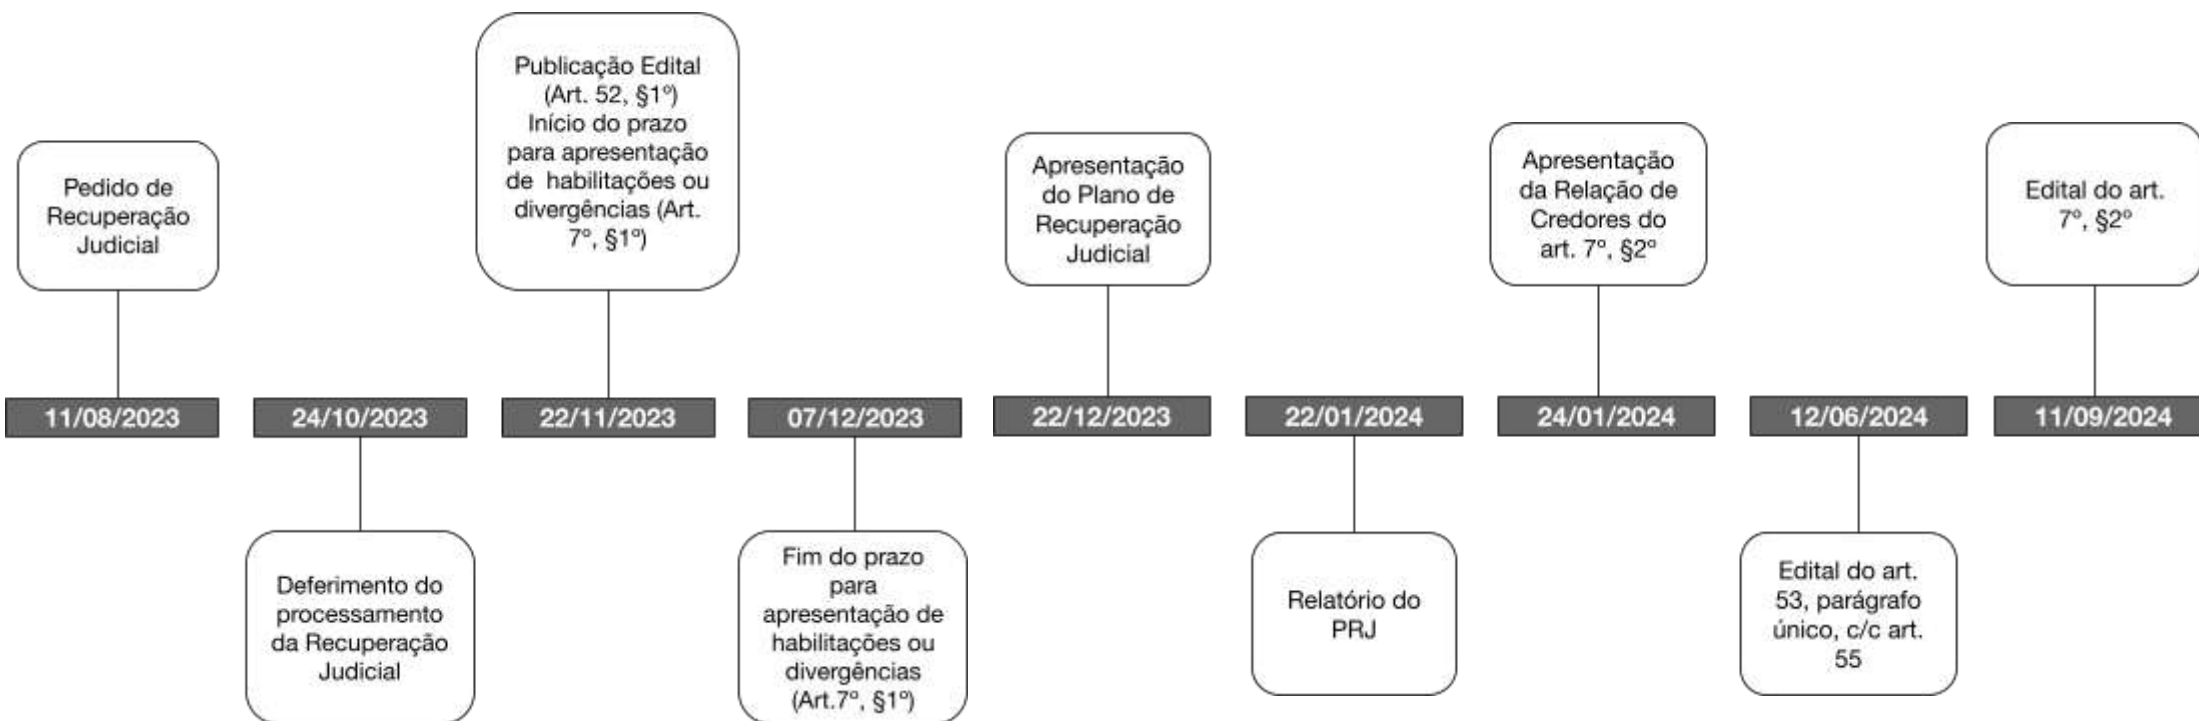 Pedido de
Recuperação
Judicial
11/08/2023
24/10/2023
Deferimento do
processamento
da Recuperação
Judicial
Publicação Edital
(Art. 52, §1º)
Início do prazo
para apresentação
de habilitações ou
divergências (Art.
7º, §1º)
22/11/2023
07/12/2023
Fim do prazo
para
apresentação de
habilitações ou
divergências
(Art.7º, §1º)
Apresentação
do Plano de
Recuperação
Judicial
22/12/2023
22/01/2024
Relatório do
PRJ
Apresentação
da Relação de
Credores do
art. 7º, §2º
24/01/2024
12/06/2024
Edital do art.
53, parágrafo
único, c/c art.
55
Edital do art.
7º, §2º
11/09/2024